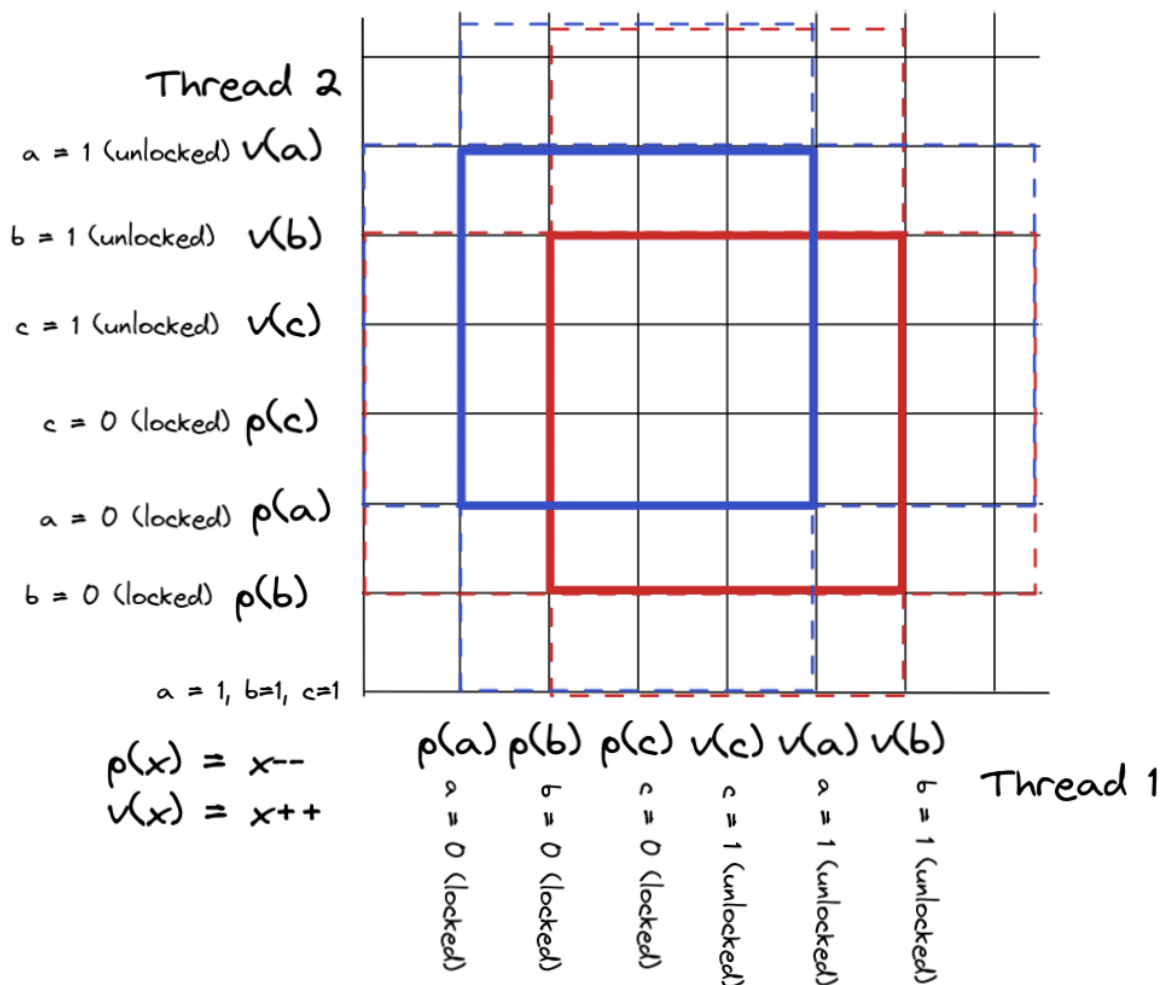 Thread 2
a = 1 (unlocked) v(a)
b = 1 (unlocked) v(b)
c = 1 (unlocked) v(c)
c = 0 (locked) p(c)
a = 0 (locked) p(a)
b = 0 (locked) p(b)
a = 1, b=1, c=1
p(a) p(b) p(c) v(c) v(a) v(b)
p(x) = x--
v(x) = x++
Thread 1
a = 0 (locked)
b = 0 (locked)
c = 0 (locked)
c = 1 (unlocked)
a = 1 (unlocked)
b = 1 (unlocked)